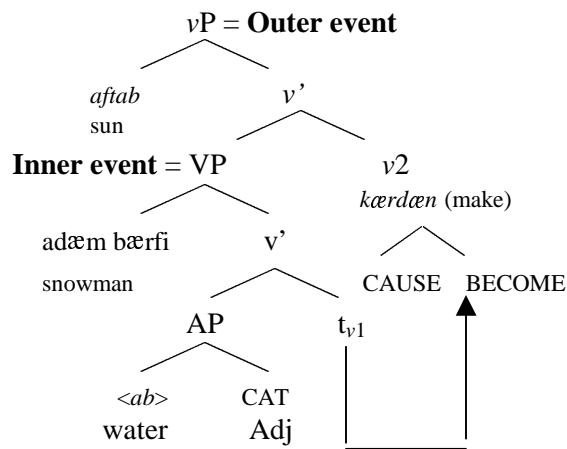 vP = Outer event
aftab v’
sun
Inner event = VP v2
kærdæn (make)
adæm bærfi v’
snowman CAUSE BECOME
AP tv1
<ab> CAT
water Adj